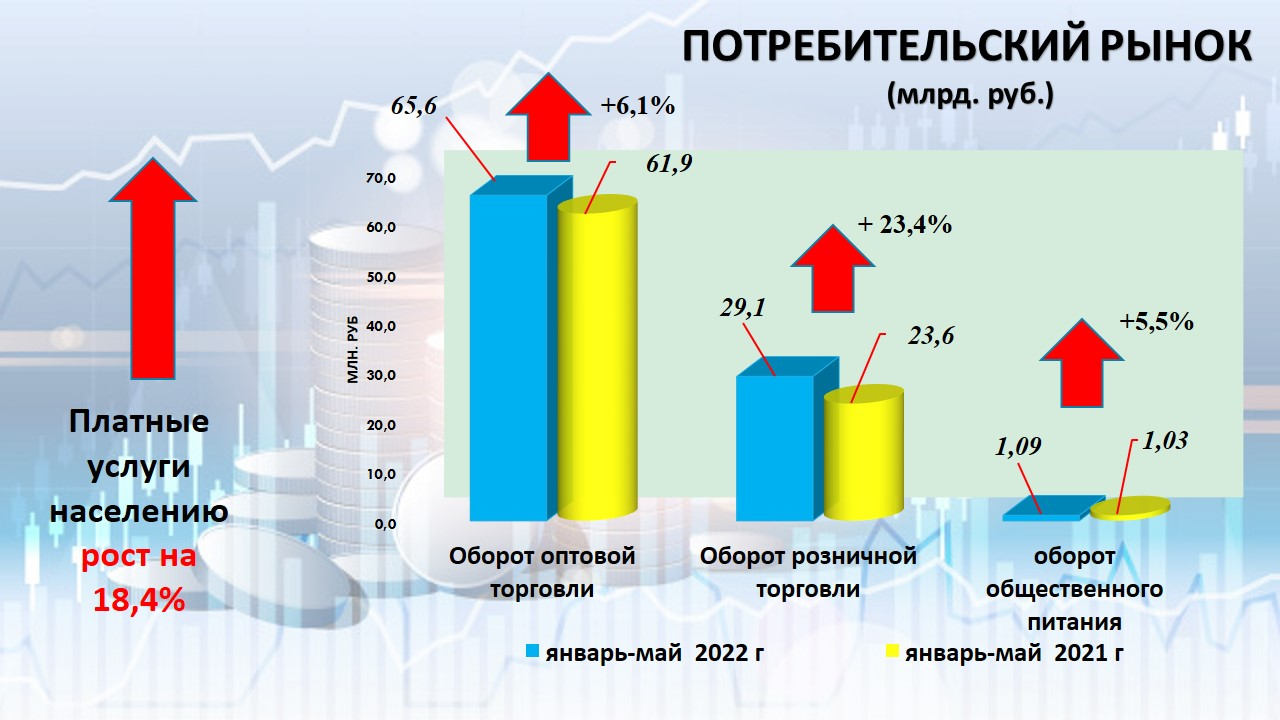 ПОТРЕБИТЕЛЬСКИЙ РЫНОК
(млрд. руб.)
65,6
+6,1%
61,9
70,0
60,0
50,0
40,0
30,0
20,0
10,0
0,0
МЛН. РУБ
+ 23,4%
29,1
23,6
+5,5%
1,09
1,03
Платные
услуги
населению
рост на
18,4%
Оборот оптовой
торговли
Оборот розничной
торговли
оборот
общественного
питания
январь-май 2022 г
январь-май 2021 г